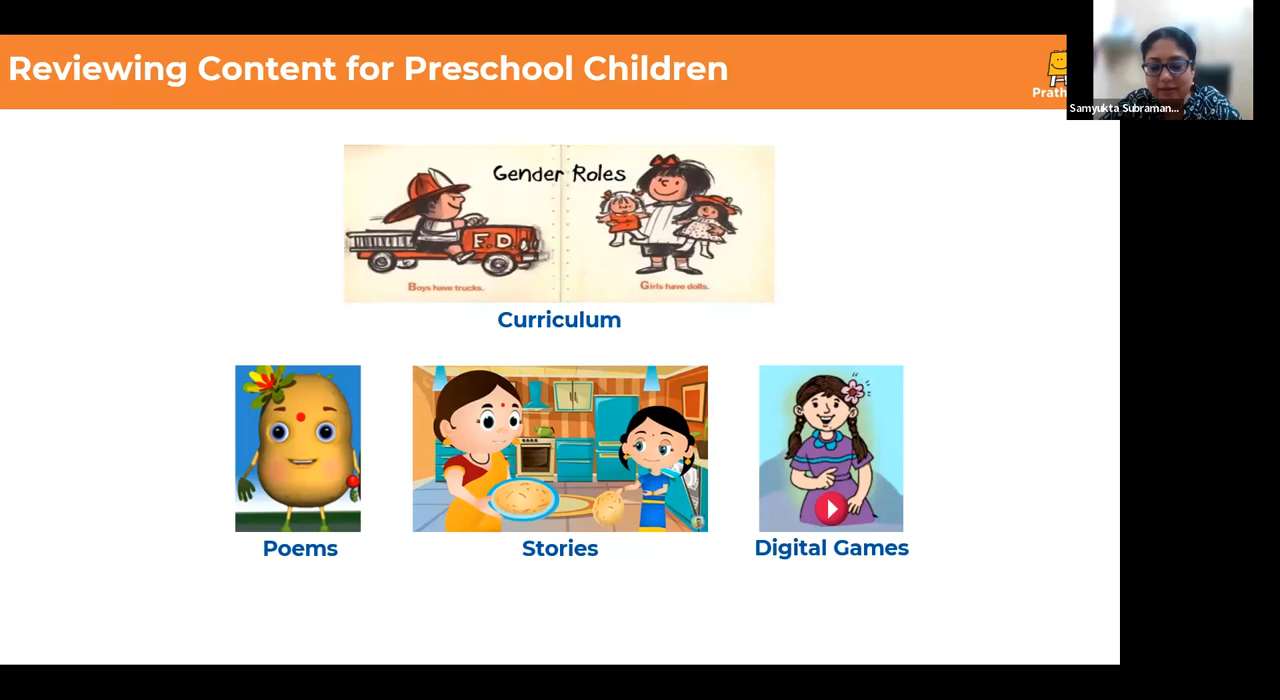 Reviewing Content for Preschool Children
Prath
Samyukta Subraman...
Gender Roles
F.D.
Boys have trucks.
Girls have dolls.
Curriculum
Poems
Stories
Digital Games